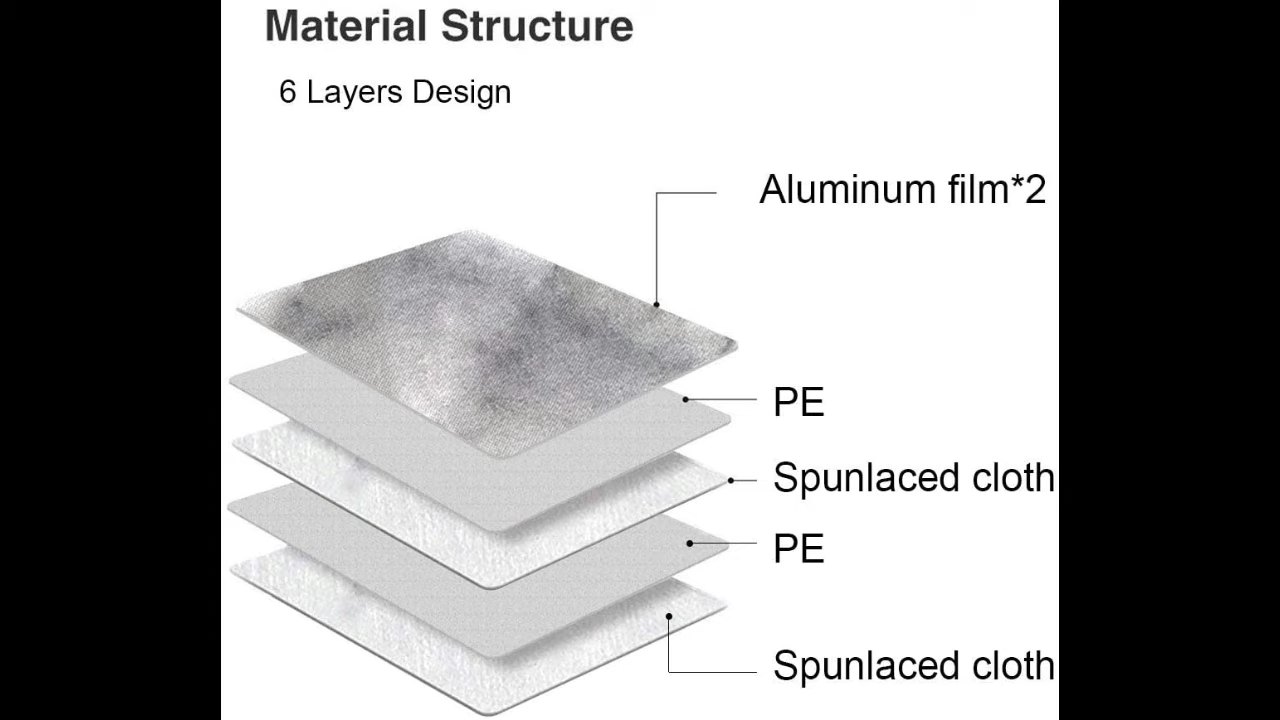 Material Structure
6 Layers Design
Aluminum film*2
PE
Spunlaced cloth
PE
Spunlaced cloth